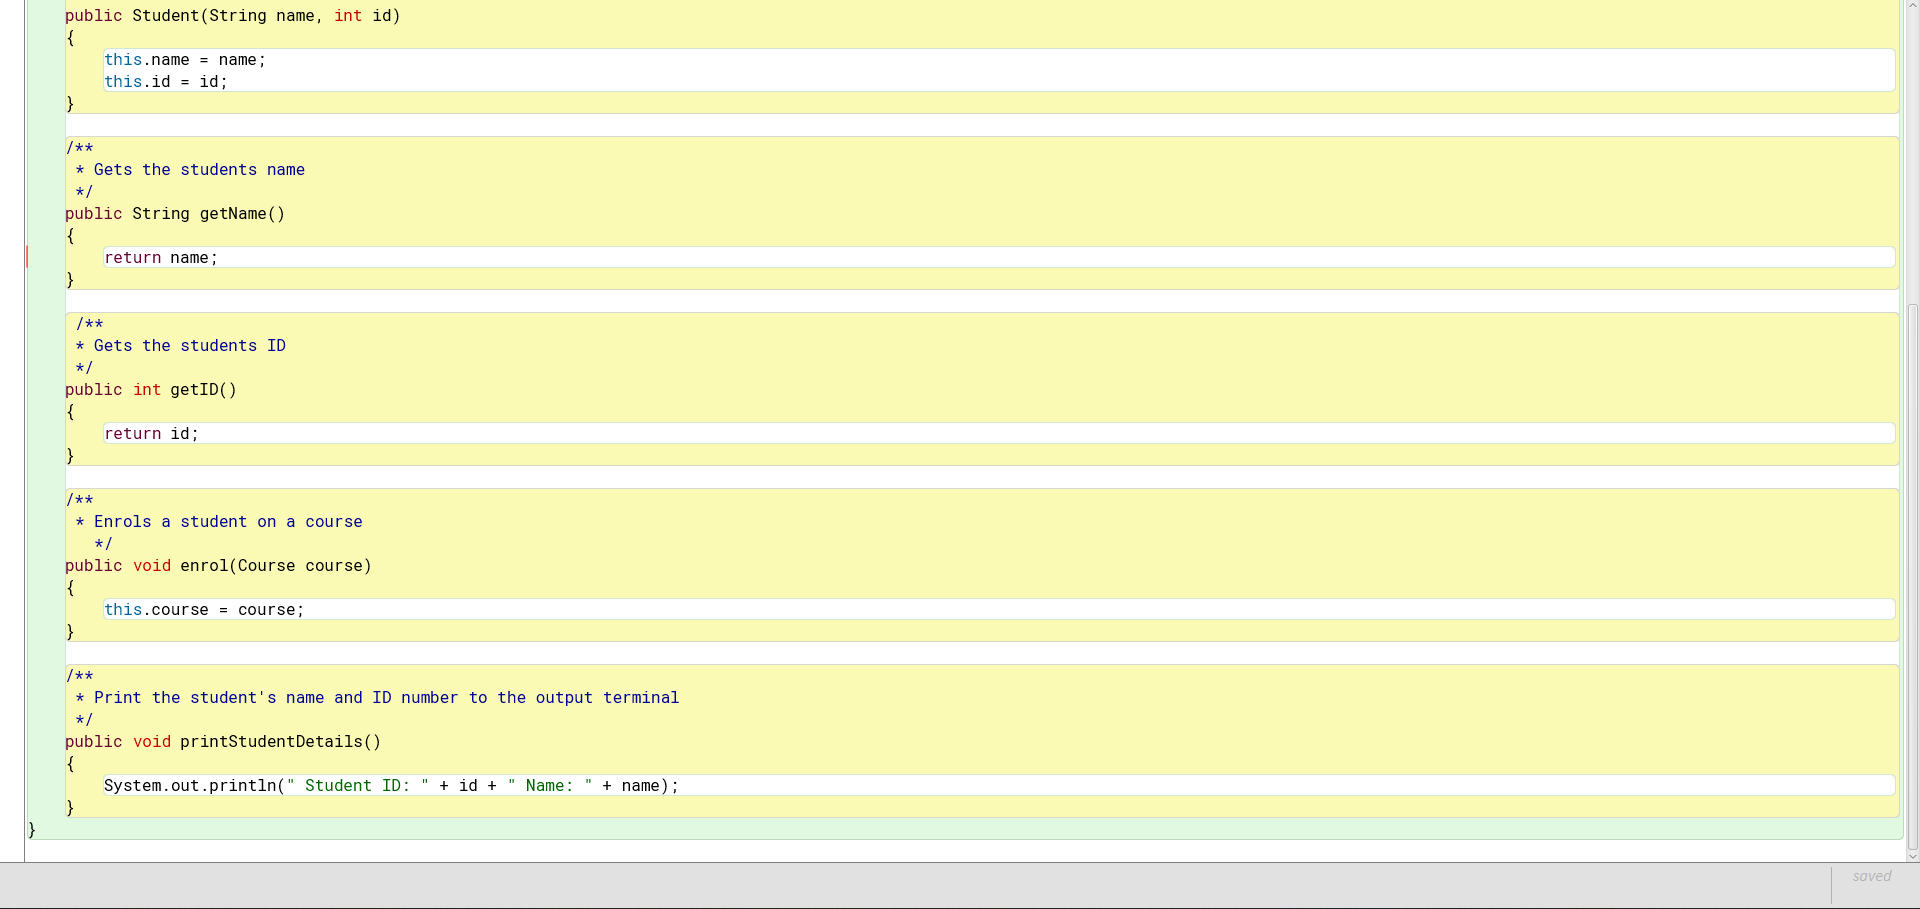 public Student(String name, int id)
{
this.name = name;
this.id = id;
}
/**
* Gets the students name
*/
public String getName()
{
return name;
}
/**
* Gets the students ID
*/
public int getID()
{
return id;
}
/**
* Enrols a student on a course
*/
public void enrol(Course course)
{
this.course = course;
}
/**
* Print the student's name and ID number to the output terminal
*/
public void printStudentDetails()
{
System.out.println(" Student ID: " + id + " Name: " + name);
}
}
saved